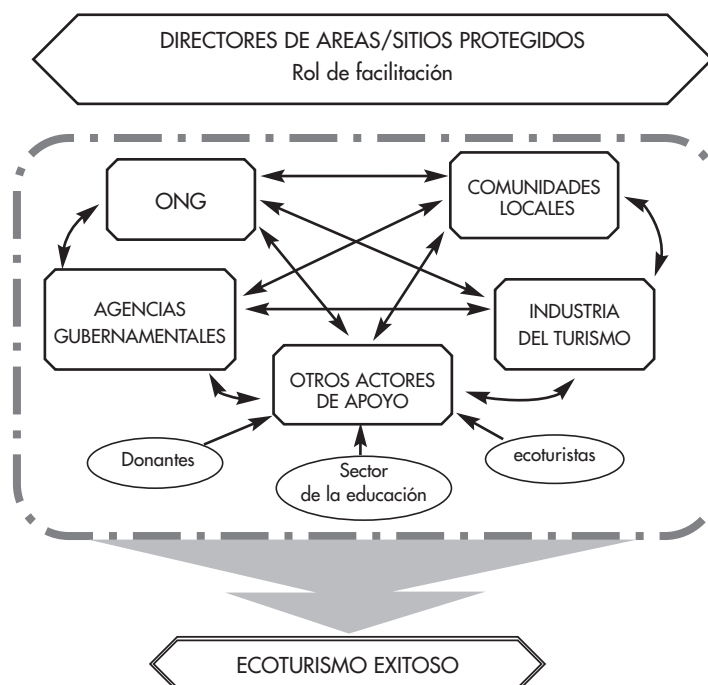 DIRECTORES DE AREAS/SITIOS PROTEGIDOS
Rol de facilitación
ONG
COMUNIDADES
LOCALES
AGENCIAS
GUBERNAMENTALES
INDUSTRIA
DEL TURISMO
OTROS ACTORES
DE APOYO
Donantes
Sector
de la educación
ecoturistas
ECOTURISMO EXITOSO